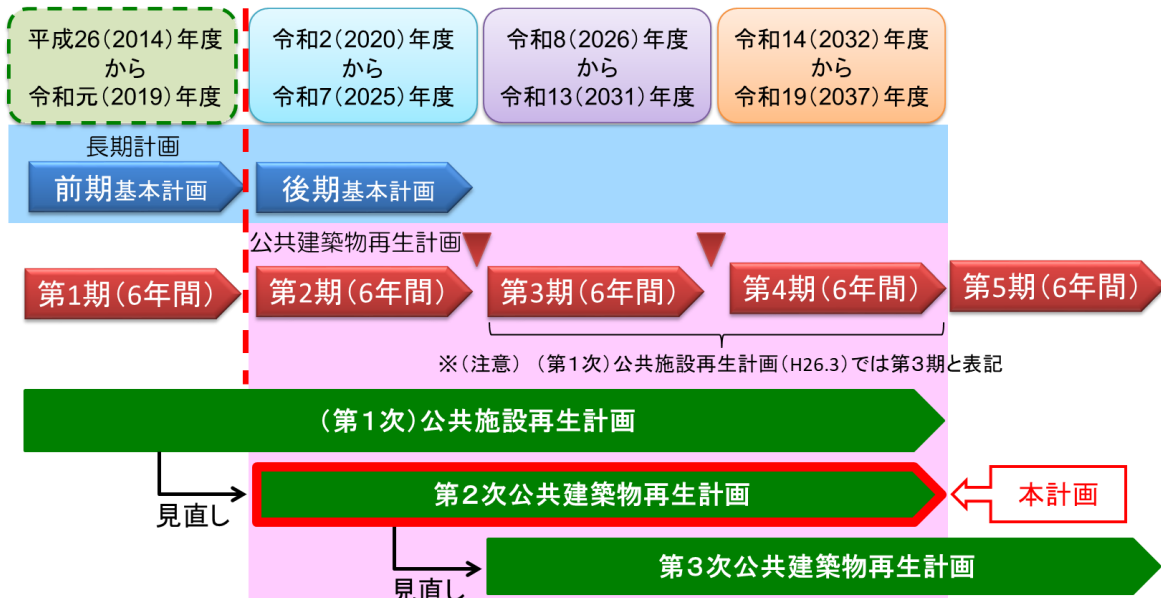 平成26(2014)年度
から
令和元(2019)年度
令和2(2020)年度
から
令和7(2025)年度
令和8(2026)年度
から
令和13(2031)年度
令和14(2032)年度
から
令和19(2037)年度
長期計画
前期基本計画
後期基本計画
公共建築物再生計画
第1期(6年間)
第2期(6年間)
第3期(6年間)
第4期(6年間)
第5期(6年間)
※(注意) (第1次)公共施設再生計画(H26.3)では第3期と表記
(第1次)公共施設再生計画
見直し
第2次公共建築物再生計画
本計画
見直し
第3次公共建築物再生計画